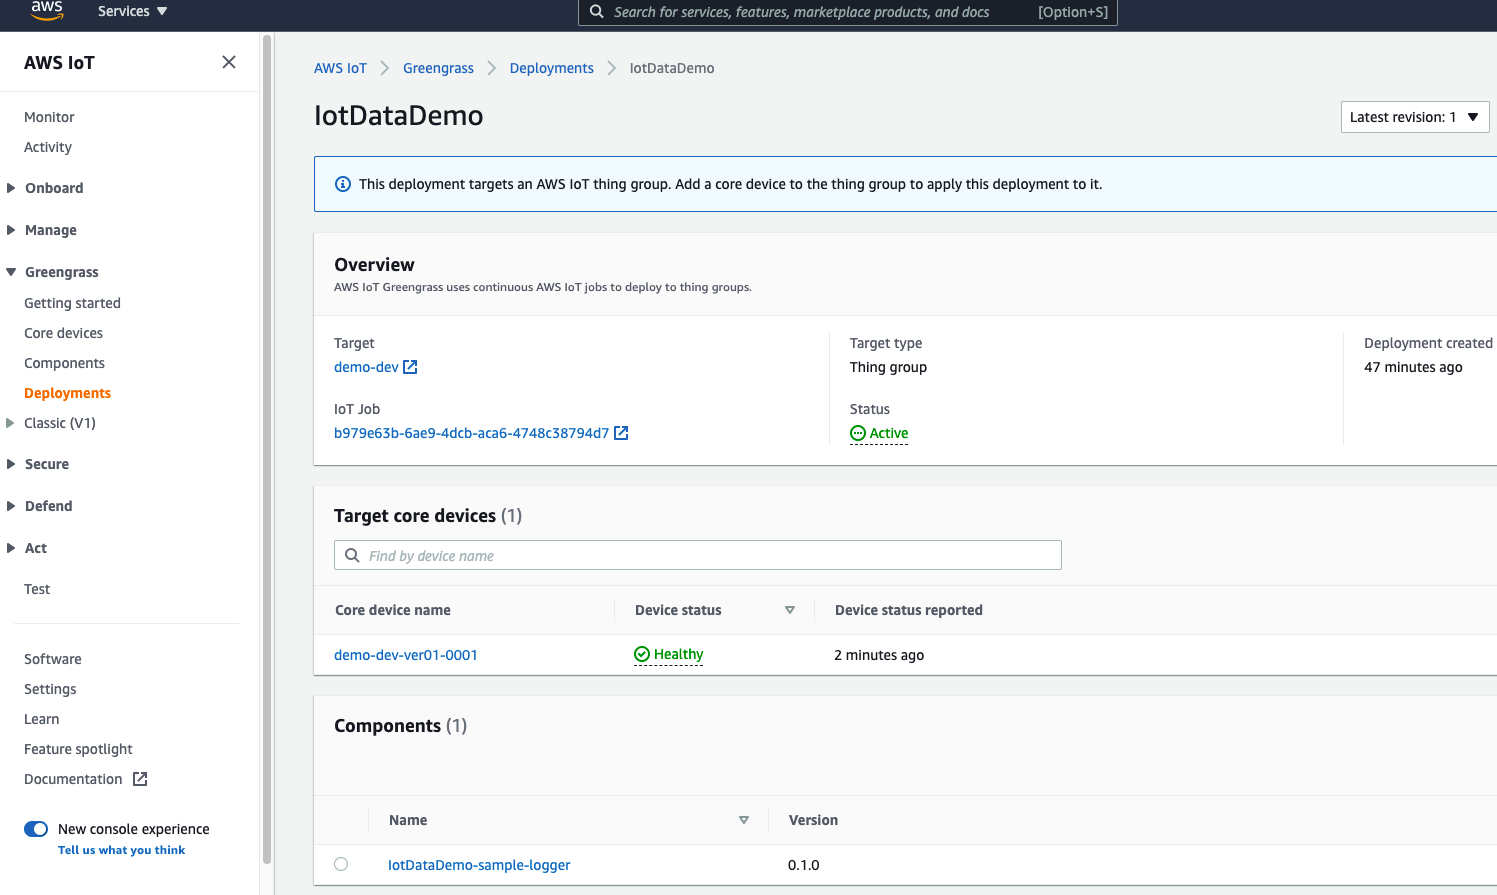 aws
Services
Search for services, features, marketplace products, and docs
[Option+S]
AWS IoT
Monitor
Activity
Onboard
Manage
Greengrass
Getting started
Core devices
Components
Deployments
Classic (V1)
Secure
Defend
Act
Test
Software
Settings
Learn
Feature spotlight
Documentation
New console experience
Tell us what you think
AWS IoT
Greengrass
Deployments
IotDataDemo
IotDataDemo
Latest revision: 1
This deployment targets an AWS IoT thing group. Add a core device to the thing group to apply this deployment to it.
Overview
AWS IoT Greengrass uses continuous AWS IoT jobs to deploy to thing groups.
Target
demo-dev
IoT Job
b979e63b-6ae9-4dcb-aca6-4748c38794d7
Target type
Thing group
Status
Active
Deployment created
47 minutes ago
Target core devices (1)
Find by device name
Core device name
Device status
Device status reported
demo-dev-ver01-0001
Healthy
2 minutes ago
Components (1)
Name
Version
IotDataDemo-sample-logger
0.1.0